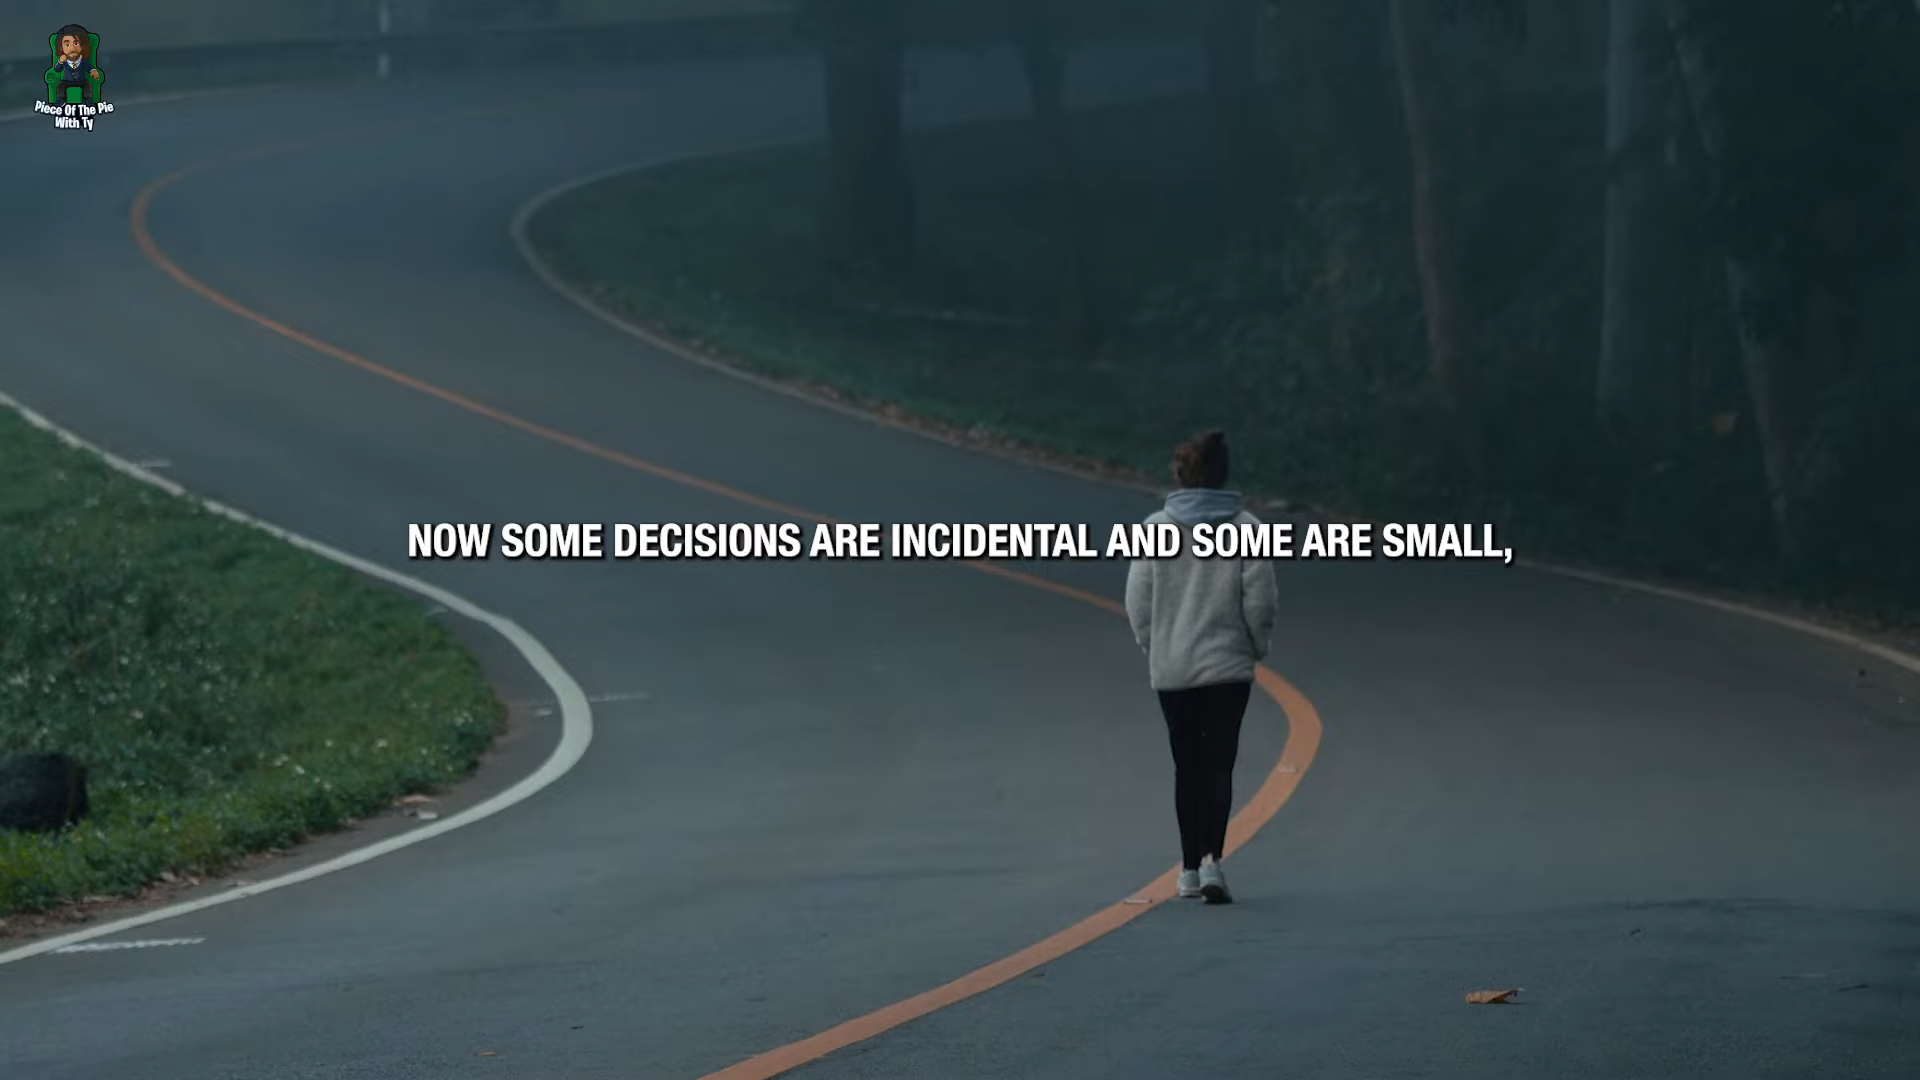 Piece Of The Pie
With Ty
NOW SOME DECISIONS ARE INCIDENTAL AND SOME ARE SMALL,